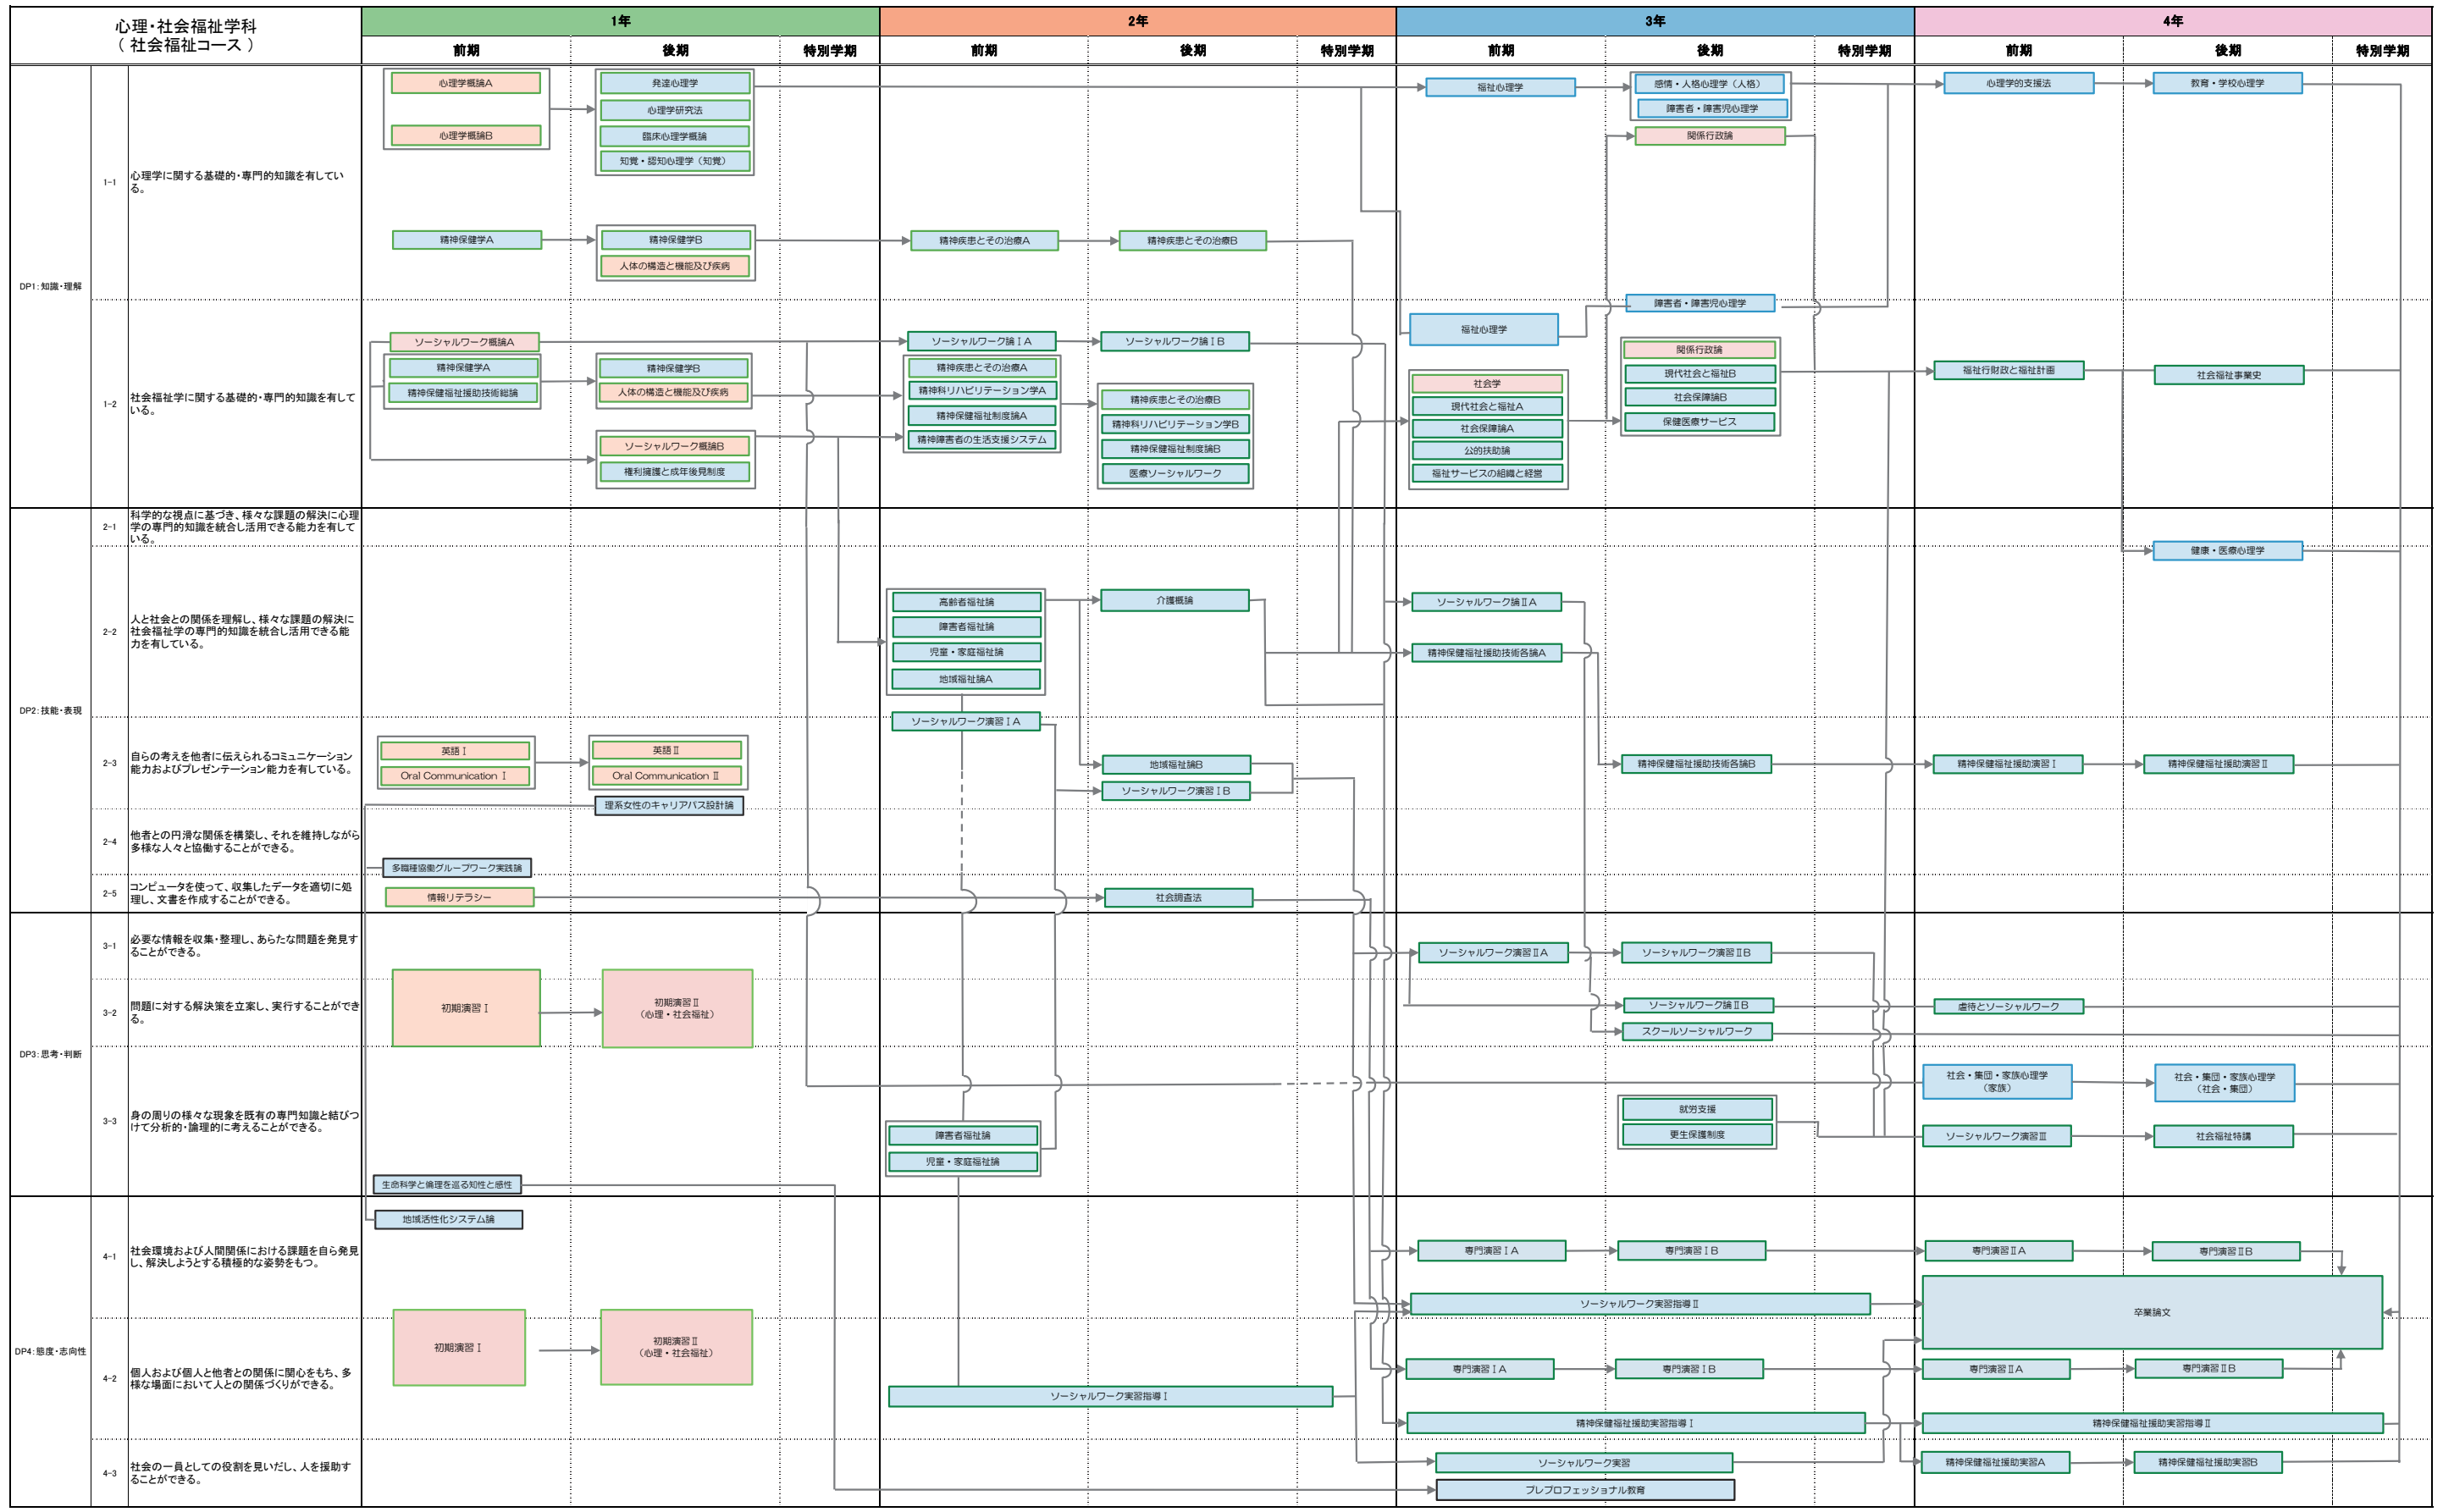 心理・社会福祉学科
（ 社会福祉コース ）
1年
2年
3年
4年
前期
後期
特別学期
前期
後期
特別学期
前期
後期
特別学期
前期
後期
特別学期
DP1：知識・理解
1-1
心理学に関する基礎的・専門的知識を有してい
る。
心理学概論A
心理学概論B
発達心理学
心理学研究法
臨床心理学概論
知覚・認知心理学（知覚）
福祉心理学
感情・人格心理学（人格）
障害者・障害児心理学
関係行政論
心理学的支援法
教育・学校心理学
精神保健学A
精神保健学B
人体の構造と機能及び疾病
精神疾患とその治療A
精神疾患とその治療B
障害者・障害児心理学
福祉心理学
1-2
社会福祉学に関する基礎的・専門的知識を有して
いる。
ソーシャルワーク概論A
精神保健学A
精神保健福祉援助技術総論
精神保健学B
人体の構造と機能及び疾病
ソーシャルワーク概論B
権利擁護と成年後見制度
ソーシャルワーク論ⅠA
精神疾患とその治療A
精神科リハビリテーション学A
精神保健福祉制度論A
精神障害者の生活支援システム
ソーシャルワーク論ⅠB
精神疾患とその治療B
精神科リハビリテーション学B
精神保健福祉制度論B
医療ソーシャルワーク
社会学
現代社会と福祉A
社会保障論A
公的扶助論
福祉サービスの組織と経営
関係行政論
現代社会と福祉B
社会保障論B
保健医療サービス
福祉行財政と福祉計画
社会福祉事業史
DP2：技能・表現
2-1
科学的な視点に基づき、様々な課題の解決に心理
学の専門的知識を統合し活用できる能力を有して
いる。
健康・医療心理学
2-2
人と社会との関係を理解し、様々な課題の解決に
社会福祉学の専門的知識を統合し活用できる能
力を有している。
高齢者福祉論
障害者福祉論
児童・家庭福祉論
地域福祉論A
介護概論
ソーシャルワーク論ⅡA
精神保健福祉援助技術各論A
ソーシャルワーク演習ⅠA
2-3
自らの考えを他者に伝えられるコミュニケーション
能力およびプレゼンテーション能力を有している。
英語Ⅰ
Oral Communication Ⅰ
英語Ⅱ
Oral Communication Ⅱ
地域福祉論B
ソーシャルワーク演習ⅠB
精神保健福祉援助技術各論B
精神保健福祉援助演習Ⅰ
精神保健福祉援助演習Ⅱ
理系女性のキャリアパス設計論
2-4
他者との円滑な関係を構築し、それを維持しながら
多様な人々と協働することができる。
多職種協働グループワーク実践論
2-5
コンピュータを使って、収集したデータを適切に処
理し、文書を作成することができる。
情報リテラシー
社会調査法
DP3：思考・判断
3-1
必要な情報を収集・整理し、あらたな問題を発見す
ることができる。
ソーシャルワーク演習ⅡA
ソーシャルワーク演習ⅡB
3-2
問題に対する解決策を立案し、実行することができ
る。
初期演習Ⅰ
初期演習Ⅱ
（心理・社会福祉）
ソーシャルワーク論ⅡB
スクールソーシャルワーク
虐待とソーシャルワーク
3-3
身の周りの様々な現象を既有の専門知識と結びつ
けて分析的・論理的に考えることができる。
障害者福祉論
児童・家庭福祉論
就労支援
更生保護制度
社会・集団・家族心理学
（家族）
社会・集団・家族心理学
（社会・集団）
ソーシャルワーク演習Ⅲ
社会福祉特講
生命科学と倫理を巡る知性と感性
DP4：態度・志向性
地域活性化システム論
4-1
社会環境および人間関係における課題を自ら発見
し、解決しようとする積極的な姿勢をもつ。
専門演習ⅠA
専門演習ⅠB
専門演習ⅡA
専門演習ⅡB
ソーシャルワーク実習指導Ⅱ
卒業論文
4-2
個人および個人と他者との関係に関心をもち、多
様な場面において人との関係づくりができる。
初期演習Ⅰ
初期演習Ⅱ
（心理・社会福祉）
ソーシャルワーク実習指導Ⅰ
専門演習ⅠA
専門演習ⅠB
専門演習ⅡA
専門演習ⅡB
精神保健福祉援助実習指導Ⅰ
精神保健福祉援助実習指導Ⅱ
4-3
社会の一員としての役割を見いだし、人を援助す
ることができる。
ソーシャルワーク実習
プレプロフェッショナル教育
精神保健福祉援助実習A
精神保健福祉援助実習B